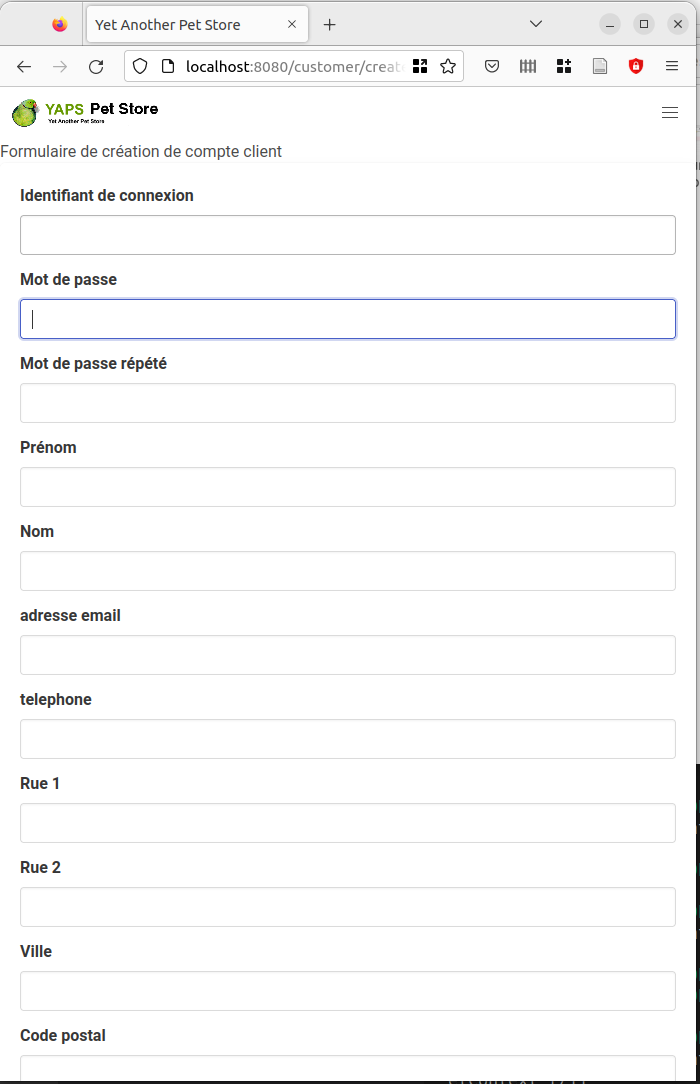 Yet Another Pet Store
localhost:8080/customer/creat
YAPS Pet Store
Yet Another Pet Store
Formulaire de création de compte client
Identifiant de connexion
Mot de passe
Mot de passe répété
Prénom
Nom
adresse email
telephone
Rue 1
Rue 2
Ville
Code postal